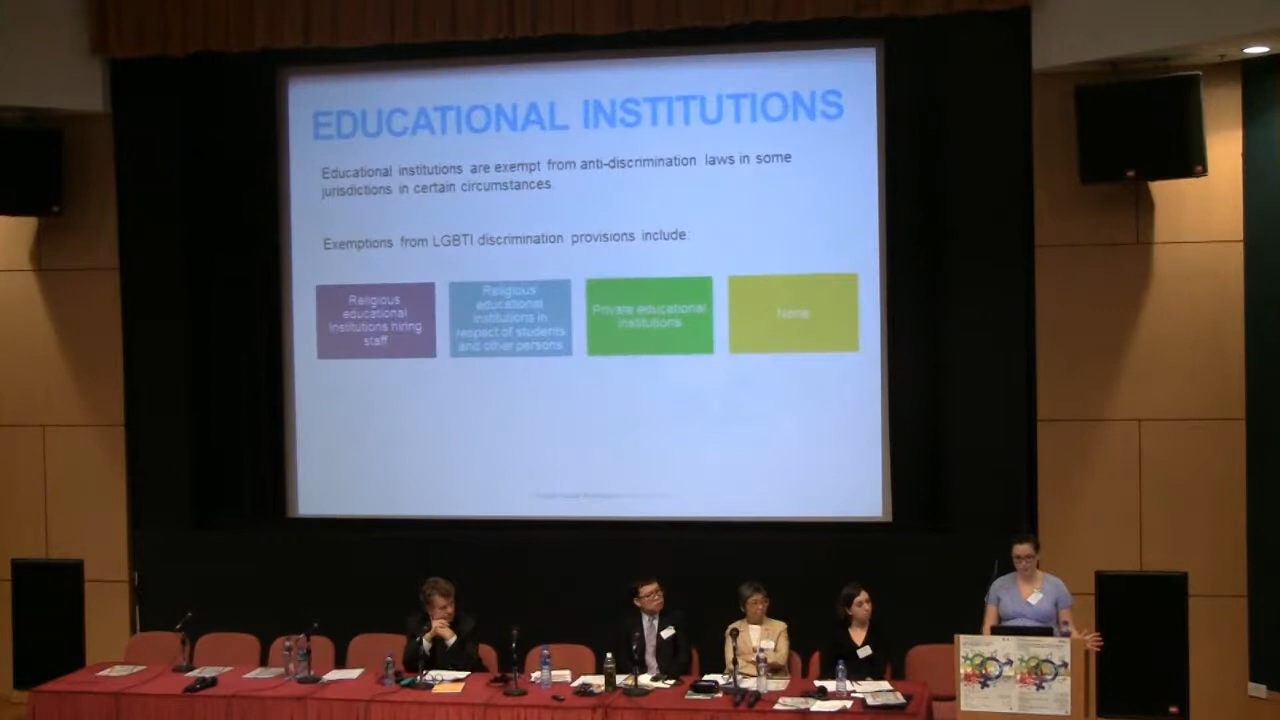 EDUCATIONAL INSTITUTIONS
Educational institutions are exempt from anti-discrimination laws in some
jurisdictions in certain circumstances.
Exemptions from LGBTI discrimination provisions include:
Religious
educational
institutions hiring
staff
Religious
educational
institutions in
respect of students
and other persons
Private educational
institutions
None